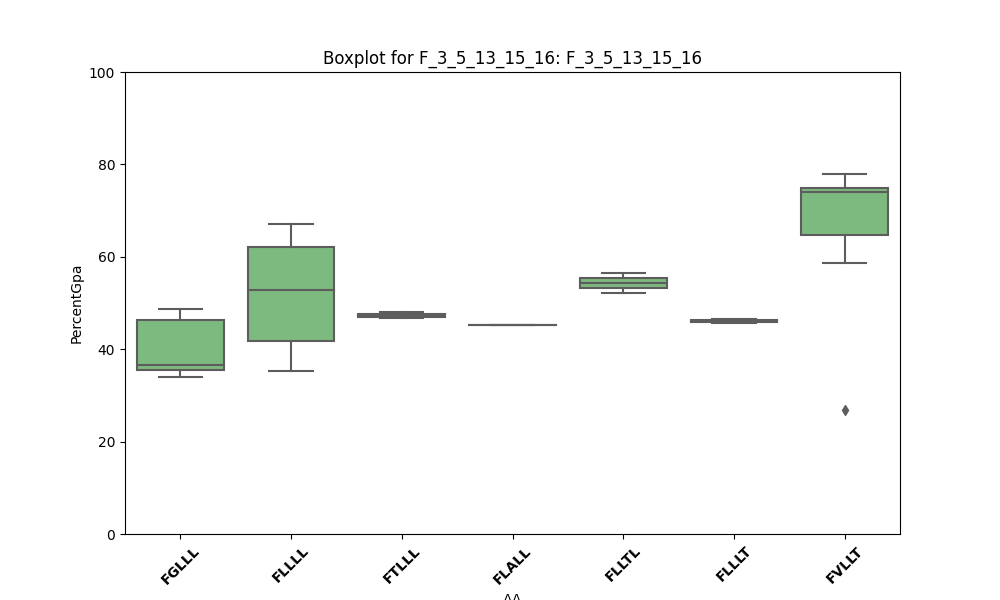 Boxplot for F_3_5_13_15_16: F_3_5_13_15_16
100
80
60
40
20
0
PercentGpa
FGLLL
FLLLL
FTLLL
FLALL
FLLTL
FLLLT
FVLLT